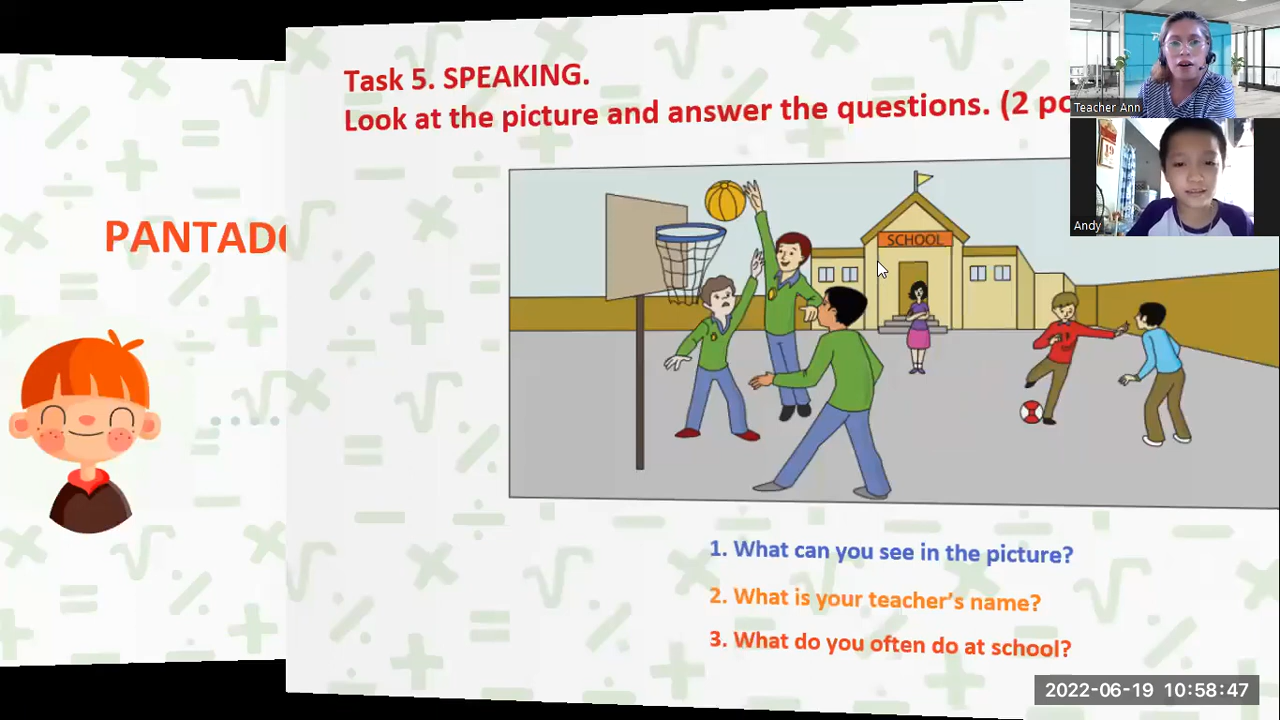 Task 5. SPEAKING.
Look at the picture and answer the questions. (2 po
Teacher Ann
PANTADO
SCHOOL
Andy
1. What can you see in the picture?
2. What is your teacher's name?
3. What do you often do at school?
2022-06-19 10:58:47